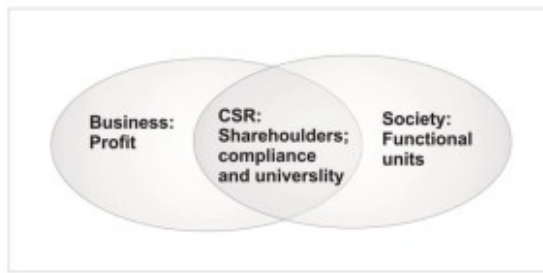 Business:
Profit
CSR:
Sharehoulders;
compliance
and universlity
Society:
Functional
units